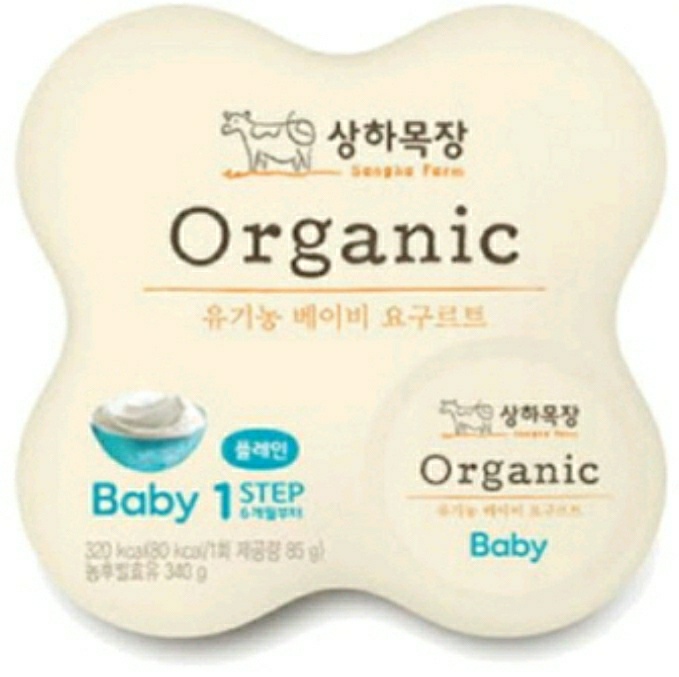 상하목장
Sangha Farm
Organic
유기농 베이비 요구르트
플레인
Baby 1 STEP
6개월부터
320 kcal(80 kcal/1회 제공량 85 g)
농후발효유 340 g
상하목장
Sangha Farm
Organic
유기농 베이비 요구르트
Baby